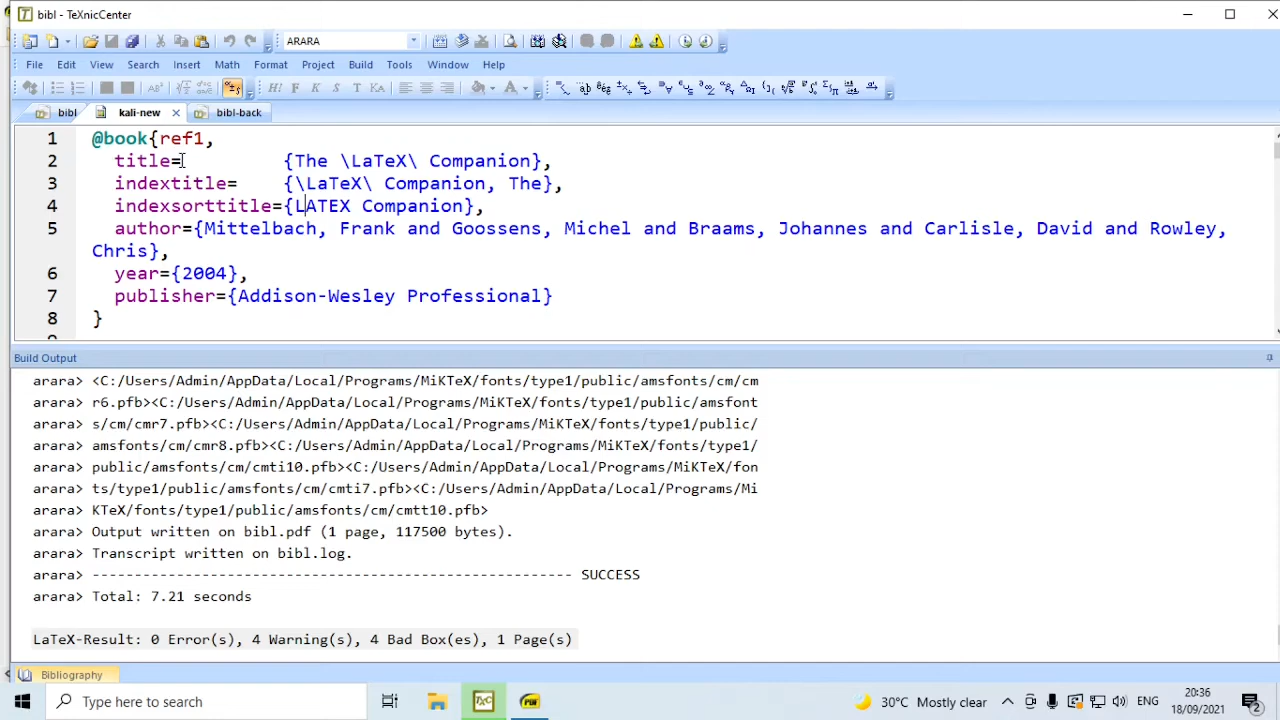 bibl - TeXnicCenter
ARARA
File Edit View Search Insert Math Format Project Build Tools Window Help
bibl kali-new bibl-back
1 @book{ref1,
2 title= {The \LaTeX\ Companion},
3 indextitle= {\LaTeX\ Companion, The},
4 indexsorttitle={LATEX Companion},
5 author={Mittelbach, Frank and Goossens, Michel and Braams, Johannes and Carlisle, David and Rowley,
Chris},
6 year={2004},
7 publisher={Addison-Wesley Professional}
8 }
Build Output
arara> <C:/Users/Admin/AppData/Local/Programs/MiKTeX/fonts/type1/public/amsfonts/cm/cm
arara> r6.pfb><C:/Users/Admin/AppData/Local/Programs/MiKTeX/fonts/type1/public/amsfont
arara> s/cm/cmr7.pfb><C:/Users/Admin/AppData/Local/Programs/MiKTeX/fonts/type1/public/
arara> amsfonts/cm/cmr8.pfb><C:/Users/Admin/AppData/Local/Programs/MiKTeX/fonts/type1/
arara> public/amsfonts/cm/cmti10.pfb><C:/Users/Admin/AppData/Local/Programs/MiKTeX/fon
arara> ts/type1/public/amsfonts/cm/cmti7.pfb><C:/Users/Admin/AppData/Local/Programs/Mi
arara> KTeX/fonts/type1/public/amsfonts/cm/cmtt10.pfb>
arara> Output written on bibl.pdf (1 page, 117500 bytes).
arara> Transcript written on bibl.log.
arara> --------------------------------------------------------- SUCCESS
arara> Total: 7.21 seconds
LaTeX-Result: 0 Error(s), 4 Warning(s), 4 Bad Box(es), 1 Page(s)
Bibliography
Type here to search
30°C Mostly clear
ENG
20:36
18/09/2021
2